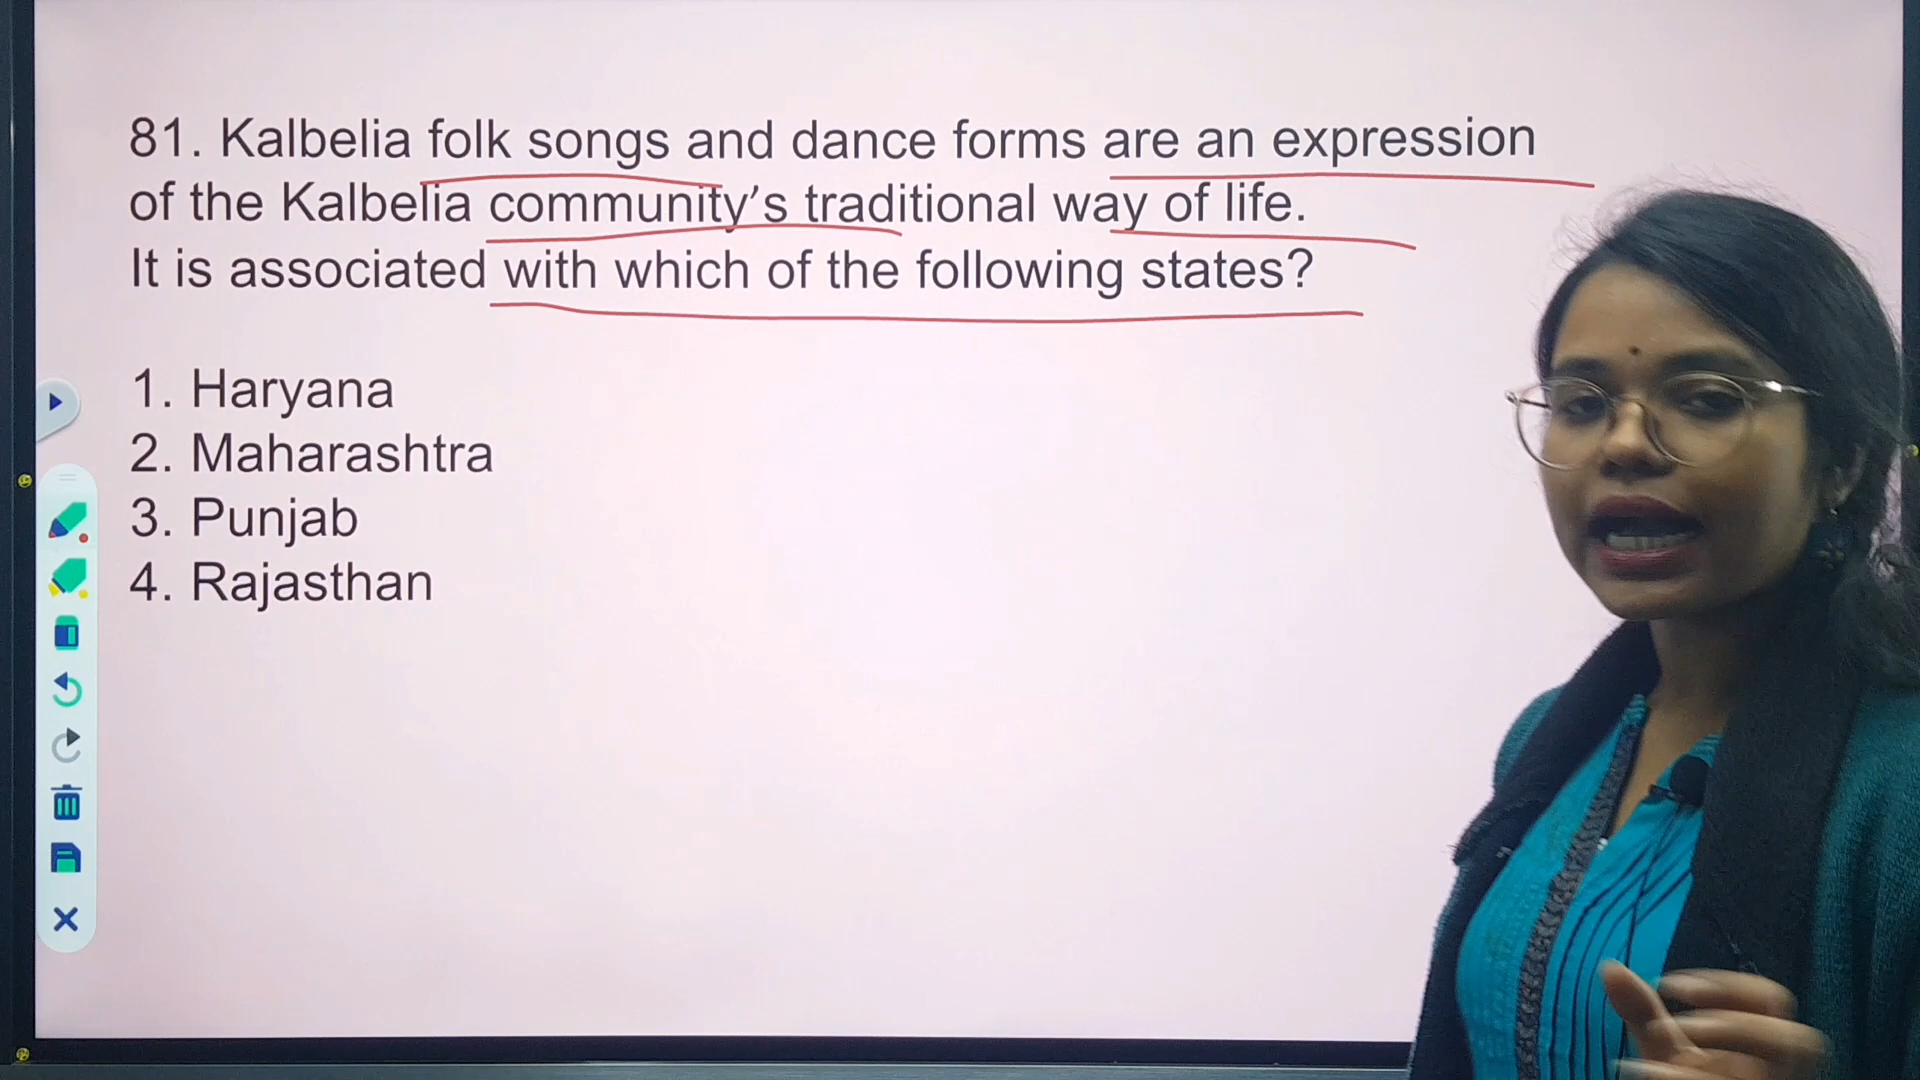 81. Kalbelia folk songs and dance forms are an expression
of the Kalbelia community's traditional way of life.
It is associated with which of the following states?
1. Haryana
2. Maharashtra
3. Punjab
4. Rajasthan